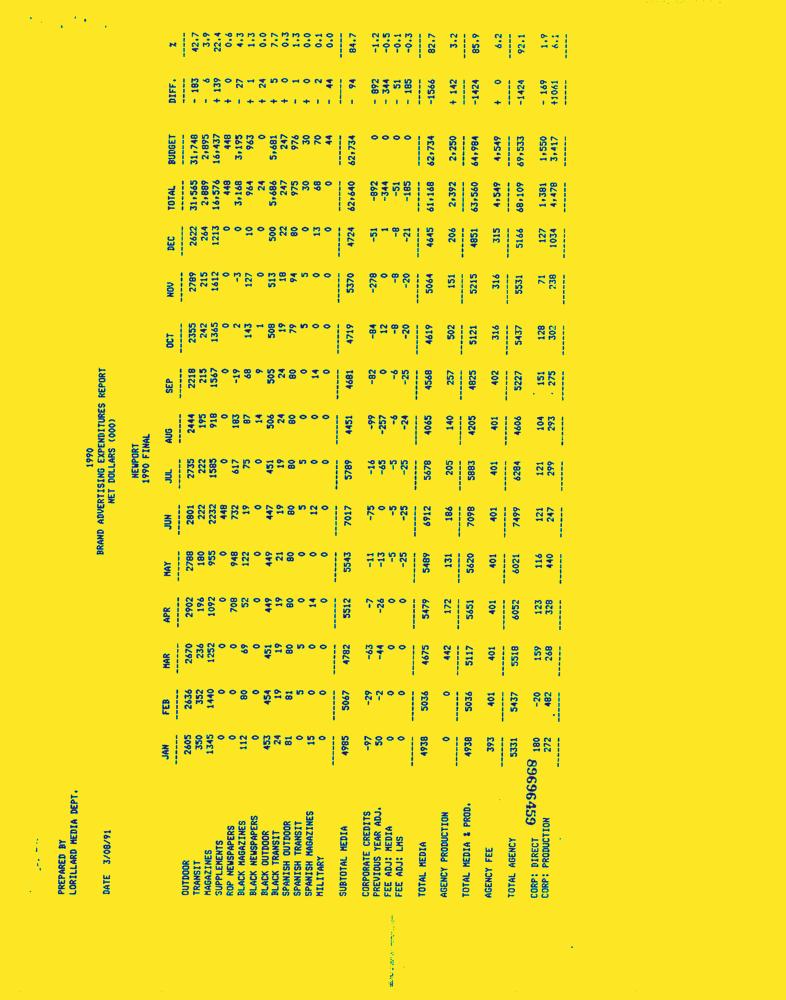 PREPARED BY
LORILLARD MEDIA DEPT.
DATE 3/08/91
1990
BRAND ADVERTISING EXPENDITURES REPORT
NET DOLLARS (000)
NEWPORT
1990 FINAL
JAN FEB MAR APR MAY JUN JUL AUG SEP OCT NOV DEC TOTAL BUDGET DIFF. %
OUTDOOR 2605 2636 2670 2902 2788 2801 2735 2444 2218 2355 2789 2622 31,565 31,748 - 183 42.7
TRANSIT 350 352 236 196 180 222 222 195 215 242 215 264 2,889 2,895 - 6 3.9
MAGAZINES 1345 1440 1252 1092 955 2232 1585 918 1567 1365 1612 1213 16,576 16,437 + 139 22.4
SUPPLEMENTS 0 0 0 0 0 448 0 0 0 0 0 0 448 448 + 0 0.6
ROP NEWSPAPERS 0 0 0 708 948 732 617 183 -19 2 -3 0 3,168 3,195 - 27 4.3
BLACK MAGAZINES 112 80 69 52 122 19 75 87 68 143 127 10 964 963 + 1 1.3
BLACK NEWSPAPERS 0 0 0 0 0 0 0 14 9 1 0 0 24 0 + 24 0.0
BLACK OUTDOOR 453 454 451 449 449 447 451 506 505 508 513 500 5,686 5,681 + 5 7.7
BLACK TRANSIT 24 19 19 19 21 19 19 24 24 19 18 22 247 247 + 0 0.3
SPANISH OUTDOOR 81 81 80 80 80 80 80 80 80 79 94 80 975 976 - 1 1.3
SPANISH TRANSIT 0 5 5 0 0 5 5 0 0 5 5 0 30 30 + 0 0.0
SPANISH MAGAZINES 15 0 0 14 0 12 0 0 14 0 0 13 68 70 - 2 0.1
MILITARY 0 0 0 0 0 0 0 0 0 0 0 0 0 44 - 44 0.0
SUBTOTAL MEDIA 4985 5067 4782 5512 5543 7017 5789 4451 4681 4719 5370 4724 62,640 62,734 - 94 84.7
CORPORATE CREDITS -97 -29 -63 -7 -11 -75 -16 -99 -82 -84 -278 -51 -892 0 - 892 -1.2
PREVIOUS YEAR ADJ. 50 -2 -44 -26 -13 0 -65 -257 0 12 0 1 -344 0 - 344 -0.5
FEE ADJ: MEDIA 0 0 0 0 -5 -5 -5 -6 -6 -8 -8 -8 -51 0 - 51 -0.1
FEE ADJ: LMS 0 0 0 0 -25 -25 -25 -24 -25 -20 -20 -21 -185 0 - 185 -0.3
TOTAL MEDIA 4938 5036 4675 5479 5489 6912 5678 4065 4568 4619 5064 4645 61,168 62,734 -1566 82.7
AGENCY PRODUCTION 0 0 442 172 131 186 205 140 257 502 151 206 2,392 2,250 + 142 3.2
TOTAL MEDIA & PROD. 4938 5036 5117 5651 5620 7098 5883 4205 4825 5121 5215 4851 63,560 64,984 -1424 85.9
AGENCY FEE 393 401 401 401 401 401 401 401 402 316 316 315 4,549 4,549 + 0 6.2
TOTAL AGENCY 5331 5437 5518 6052 6021 7499 6284 4606 5227 5437 5531 5166 68,109 69,533 -1424 92.1
CORP: DIRECT 180 -20 159 123 116 121 121 104 151 128 71 127 1,381 1,550 - 169 1.9
CORP: PRODUCTION 272 482 268 328 440 247 299 293 275 302 238 1034 4,478 3,417 +1061 6.1
89696459